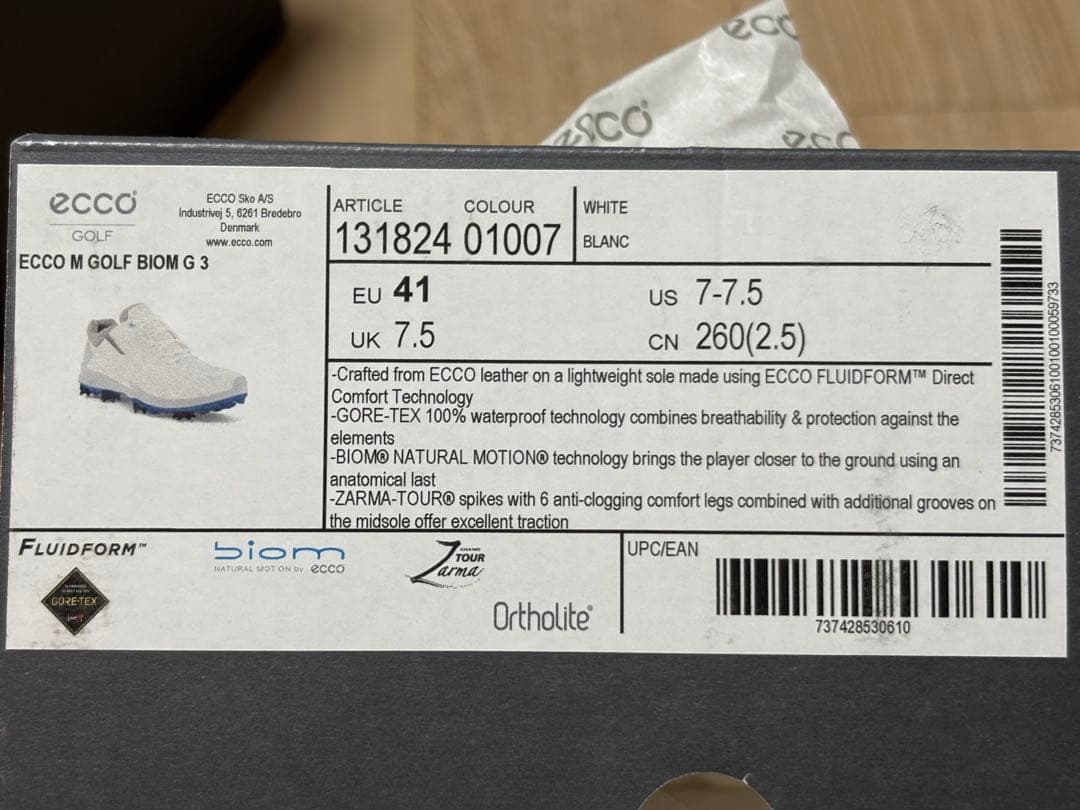 ecco
ecco
ecco
ecco
GOLF
ECCO Sko A/S
Industrivej 5, 6261 Bredebro
Denmark
www.ecco.com
ECCO M GOLF BIOM G 3
ARTICLE COLOUR
131824 01007
WHITE
BLANC
EU 41
US 7-7.5
UK 7.5
CN 260(2.5)
-Crafted from ECCO leather on a lightweight sole made using ECCO FLUIDFORM™ Direct
Comfort Technology
-GORE-TEX 100% waterproof technology combines breathability & protection against the
elements
-BIOM® NATURAL MOTION® technology brings the player closer to the ground using an
anatomical last
-ZARMA-TOUR® spikes with 6 anti-clogging comfort legs combined with additional grooves on
the midsole offer excellent traction
FLUIDFORM™
GORE-TEX
biom
NATURAL MOTION by ecco
TOUR
Zarma
Ortholite®
UPC/EAN
737428530610